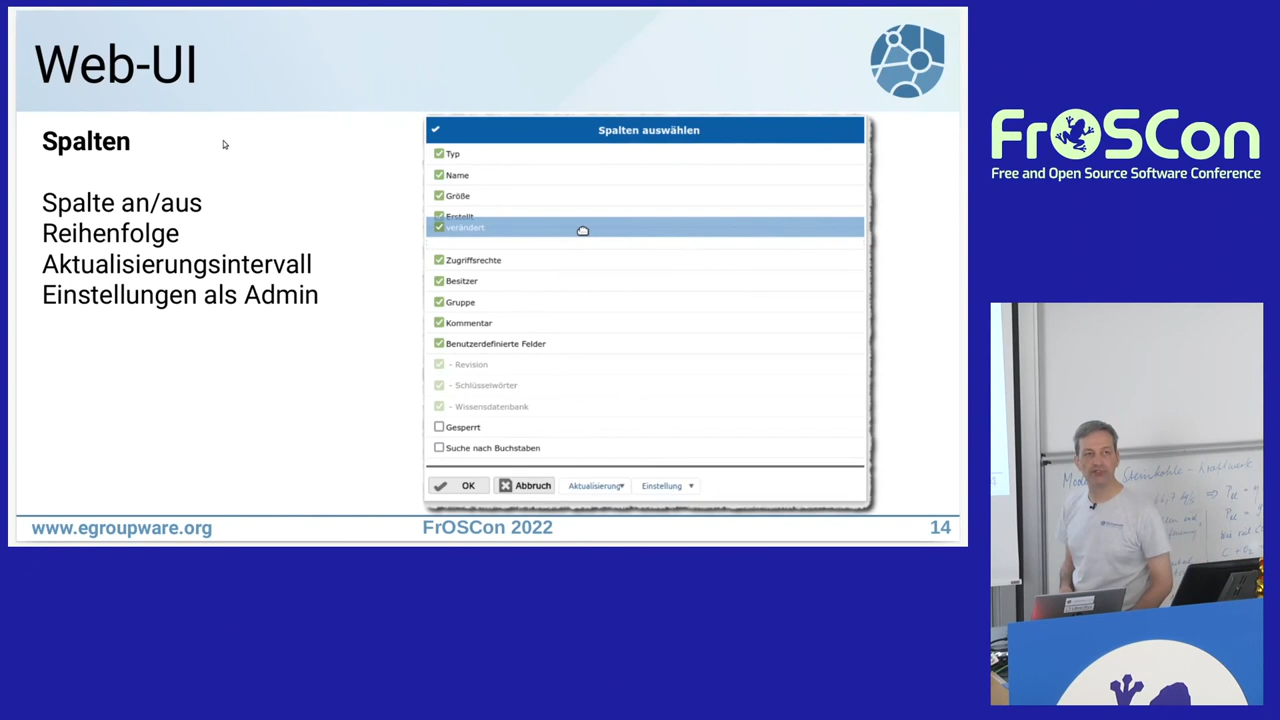 Web-UI
Spalten
Spalte an/aus
Reihenfolge
Aktualisierungsintervall
Einstellungen als Admin
Spalten auswählen
Typ
Name
Größe
Erstellt
verändert
Zugriffsrechte
Besitzer
Gruppe
Kommentar
Benutzerdefinierte Felder
- Revision
- Schlüsselwörter
- Wissensdatenbank
Gesperrt
Suche nach Buchstaben
OK
Abbruch
Aktualisierung
Einstellung
www.egroupware.org
FrOSCon 2022
14
FrOSCon
Free and Open Source Software Conference
Steinkohle - Kraftwerk